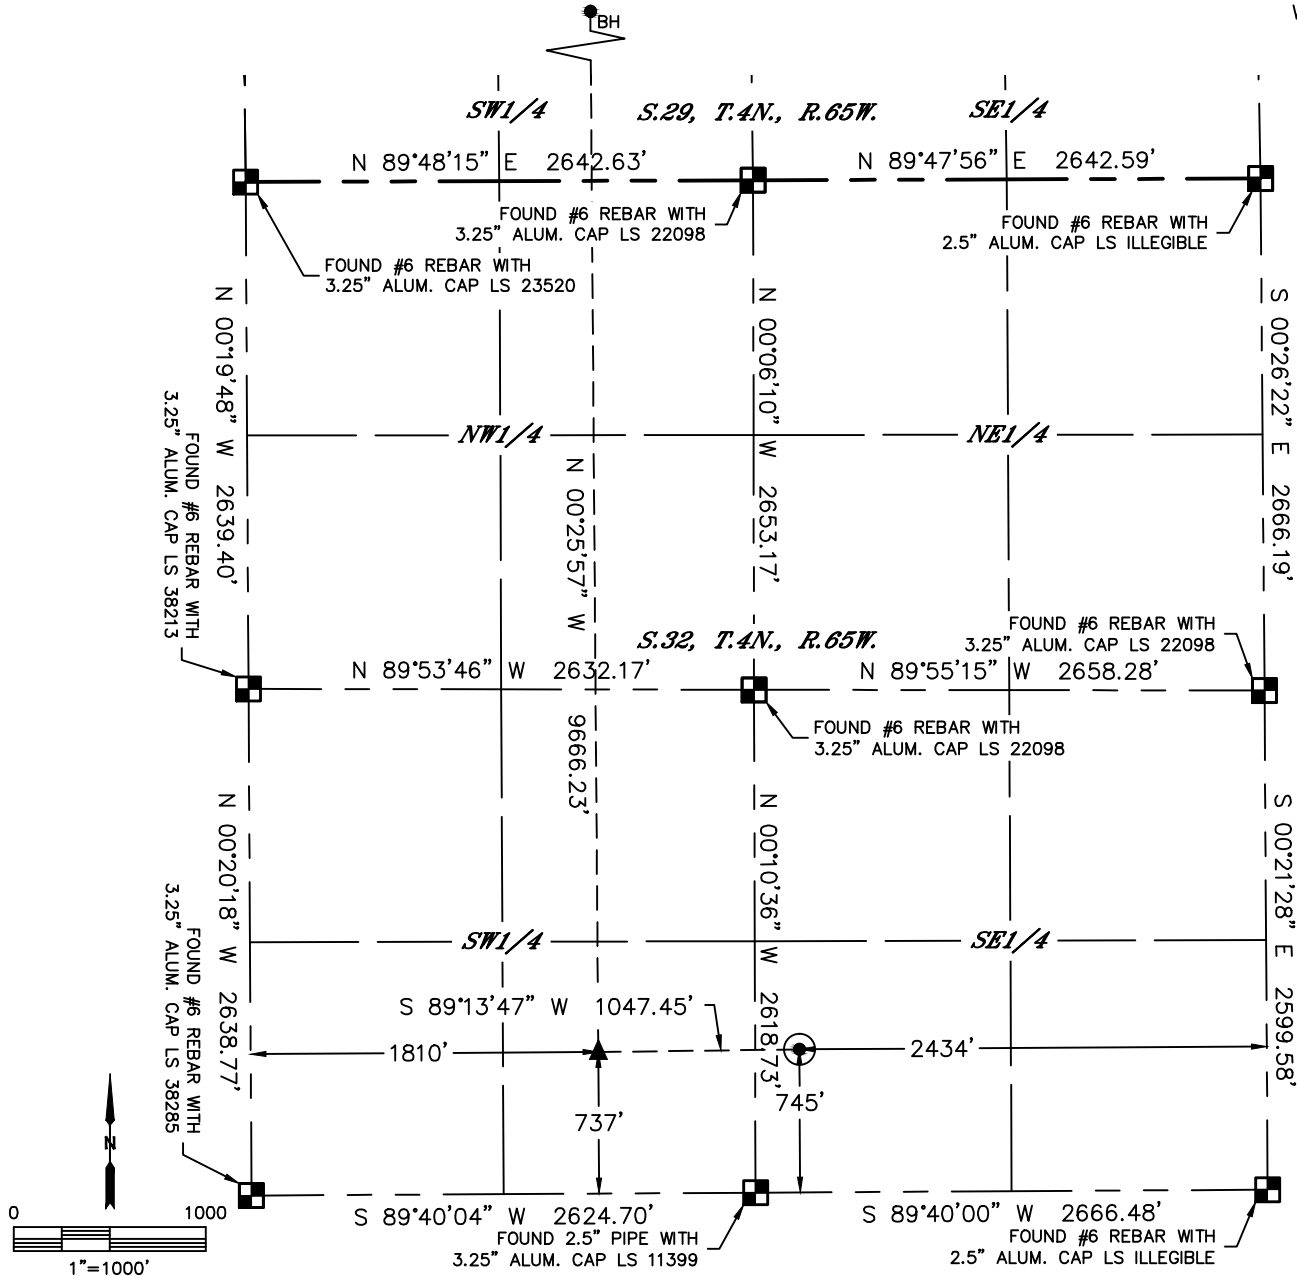 BH
SW1/4 S.29, T.4N., R.65W. SE1/4
N 89°48'15" E 2642.63' N 89°47'56" E 2642.59'
FOUND #6 REBAR WITH
3.25" ALUM. CAP LS 22098
FOUND #6 REBAR WITH
2.5" ALUM. CAP LS ILLEGIBLE
FOUND #6 REBAR WITH
3.25" ALUM. CAP LS 23520
N 00°19'48" W 2639.40'
N 00°06'10" W 2653.17'
S 00°26'22" E 2666.19'
NW1/4 NE1/4
N 00°25'57" W 9666.23'
FOUND #6 REBAR WITH
3.25" ALUM. CAP LS 38213
S.32, T.4N., R.65W.
FOUND #6 REBAR WITH
3.25" ALUM. CAP LS 22098
N 89°53'46" W 2632.17' N 89°55'15" W 2658.28'
FOUND #6 REBAR WITH
3.25" ALUM. CAP LS 22098
N 00°20'18" W 2638.77'
N 00°10'36" W 2618.73'
S 00°21'28" E 2599.58'
SW1/4 SE1/4
FOUND #6 REBAR WITH
3.25" ALUM. CAP LS 38285
S 89°13'47" W 1047.45'
1810' 2434'
737' 745'
N
0 1000
1"=1000'
S 89°40'04" W 2624.70' S 89°40'00" W 2666.48'
FOUND 2.5" PIPE WITH
3.25" ALUM. CAP LS 11399
FOUND #6 REBAR WITH
2.5" ALUM. CAP LS ILLEGIBLE